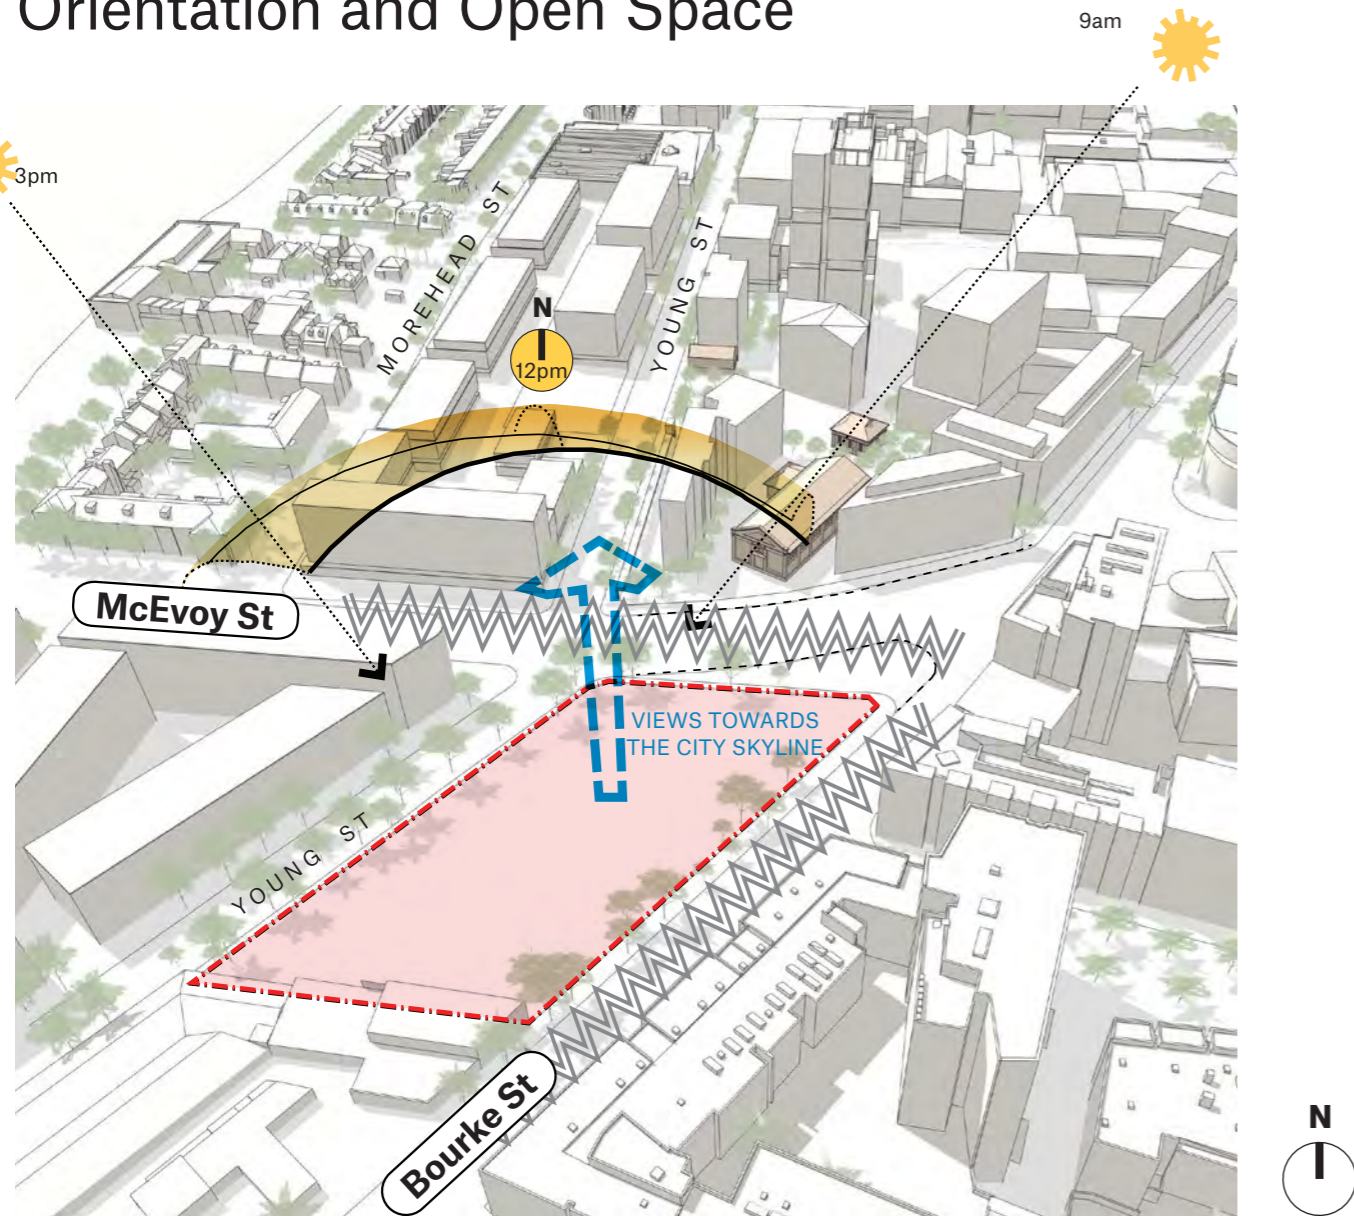 Orientation and Open Space
9am
3pm
MOREHEAD ST
YOUNG ST
N
12pm
McEvoy St
VIEWS TOWARDS
THE CITY SKYLINE
YOUNG ST
Bourke St
N